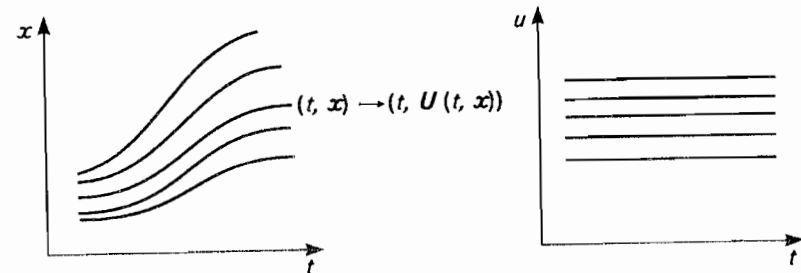 x
(t, x) → (t, U (t, x))
t
u
t